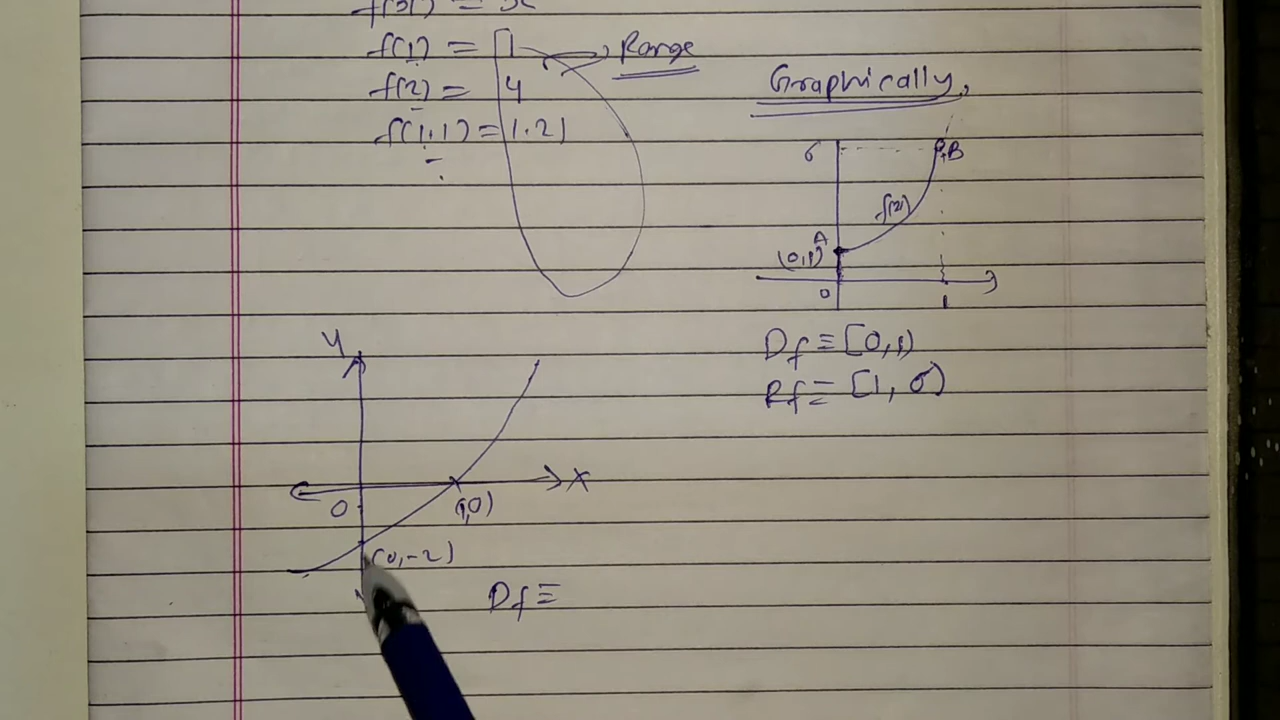 f(1) = 1 Range
f(2) = 4
f(1.1) = 1.21
Graphically,
6
B
f(x)
A
(0,1)
0
1
Df ≡ [0,1)
Rf ≡ [1, 6)
Y
X
0
(1,0)
(0,-2)
Df ≡